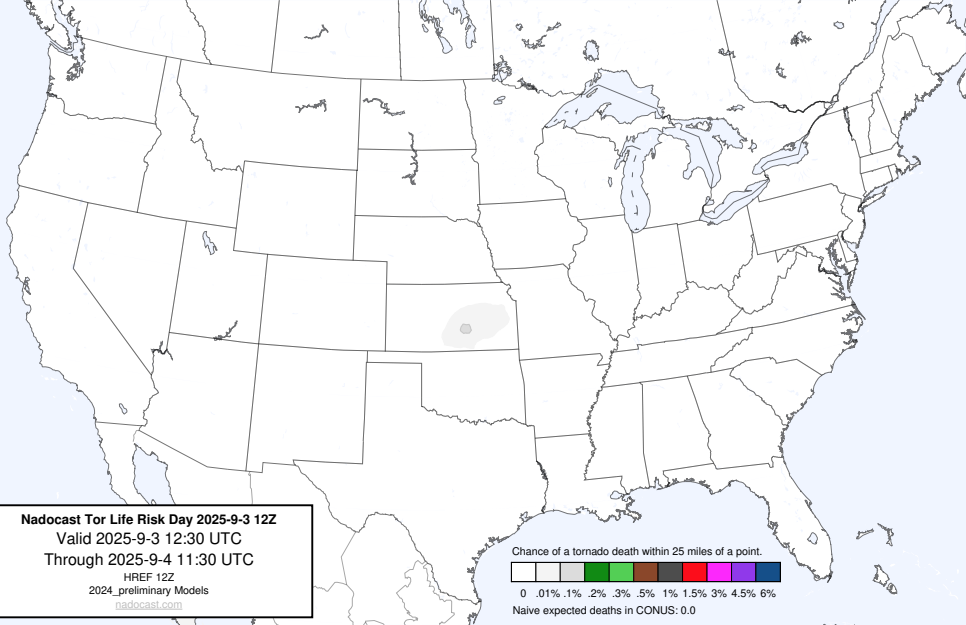 Nadocast Tor Life Risk Day 2025-9-3 12Z
Valid 2025-9-3 12:30 UTC
Through 2025-9-4 11:30 UTC
HREF 12Z
2024_preliminary Models
nadocast.com
Chance of a tornado death within 25 miles of a point.
0 .01% .1% .2% .3% .5% 1% 1.5% 3% 4.5% 6%
Naive expected deaths in CONUS: 0.0